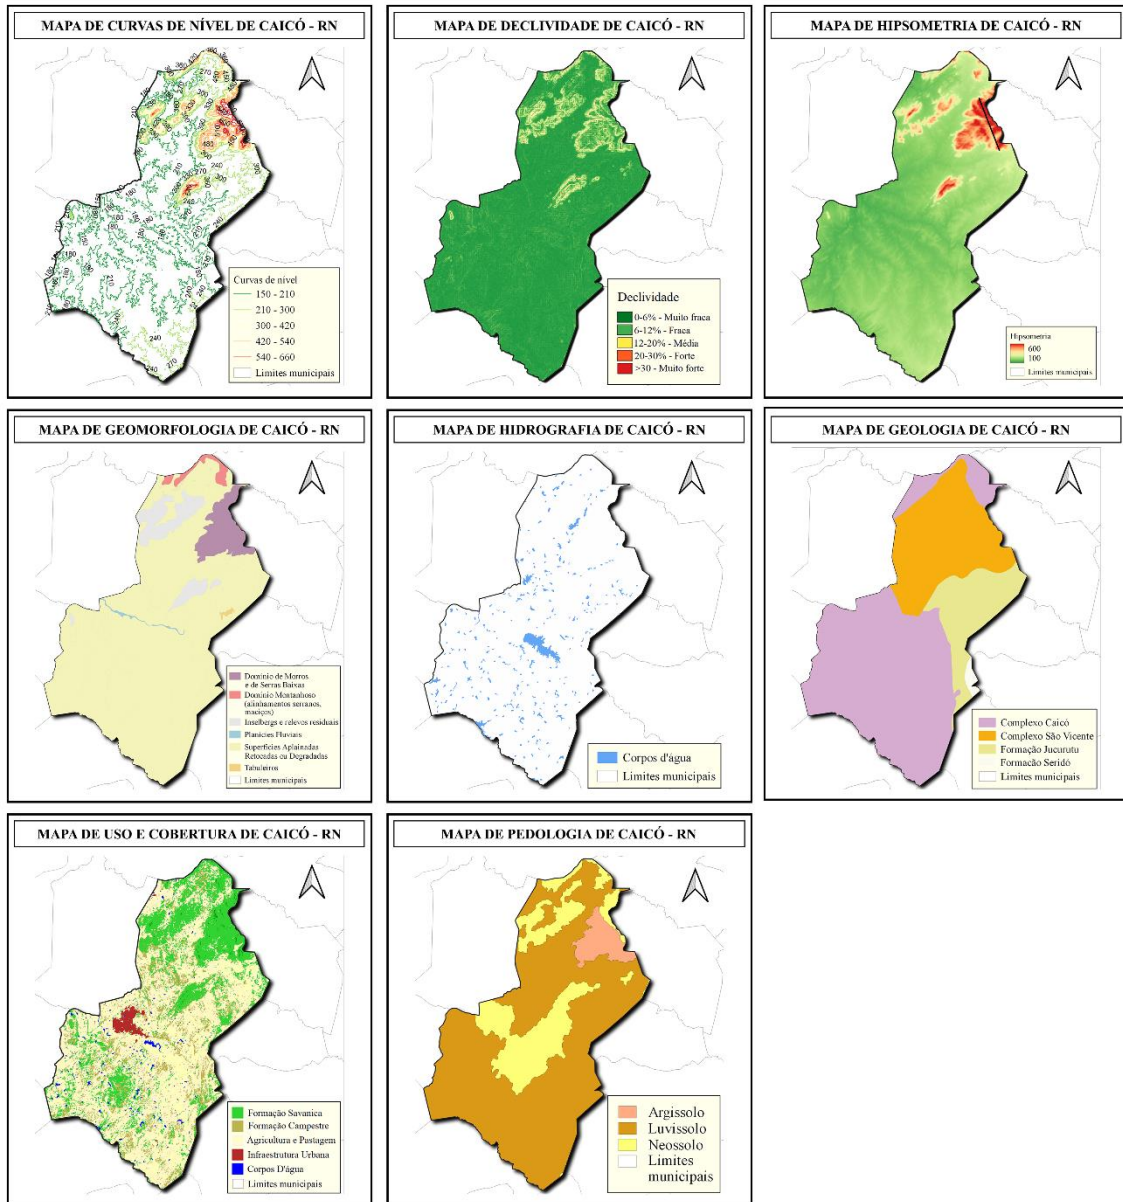 MAPA DE CURVAS DE NÍVEL DE CAICÓ - RN
Curvas de nível
150 - 210
210 - 300
300 - 420
420 - 540
540 - 660
Limites municipais
MAPA DE DECLIVIDADE DE CAICÓ - RN
Declividade
0-6% - Muito fraca
6-12% - Fraca
12-20% - Média
20-30% - Forte
>30 - Muito forte
MAPA DE HIPSOMETRIA DE CAICÓ - RN
Hipsometria
600
100
Limites municipais
MAPA DE GEOMORFOLOGIA DE CAICÓ - RN
Domínio de Morros
e de Serras Baixas
Domínio Montanhoso
(alinhamentos serranos,
maciços)
Inselbergs e relevos residuais
Planícies Fluviais
Superfícies Aplainadas
Retocadas ou Degradadas
Tabuleiros
Limites municipais
MAPA DE HIDROGRAFIA DE CAICÓ - RN
Corpos d'água
Limites municipais
MAPA DE GEOLOGIA DE CAICÓ - RN
Complexo Caicó
Complexo São Vicente
Formação Jucurutu
Formação Seridó
Limites municipais
MAPA DE USO E COBERTURA DE CAICÓ - RN
Formação Savanica
Formação Campestre
Agricultura e Pastagem
Infraestrutura Urbana
Corpos D'água
Limites municipais
MAPA DE PEDOLOGIA DE CAICÓ - RN
Argissolo
Luvissolo
Neossolo
Limites
municipais